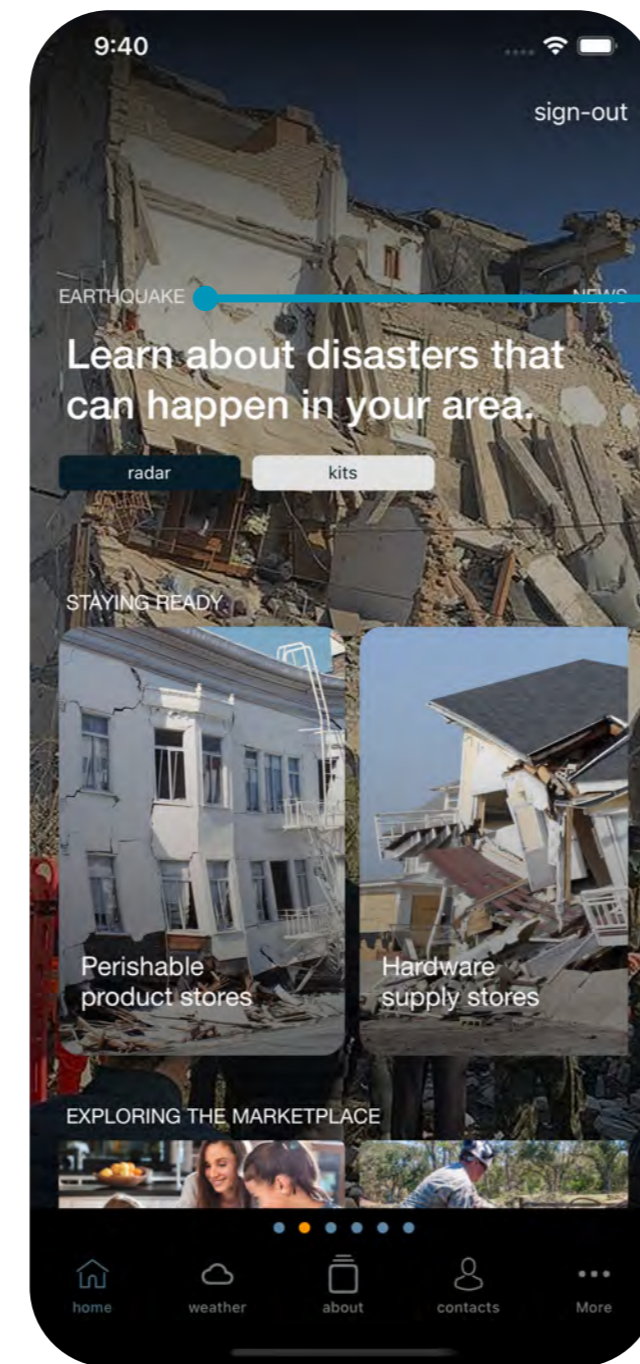 9:40
sign-out
EARTHQUAKE NEWS
Learn about disasters that
can happen in your area.
radar kits
STAYING READY
Perishable
product stores
Hardware
supply stores
EXPLORING THE MARKETPLACE
home weather about contacts More